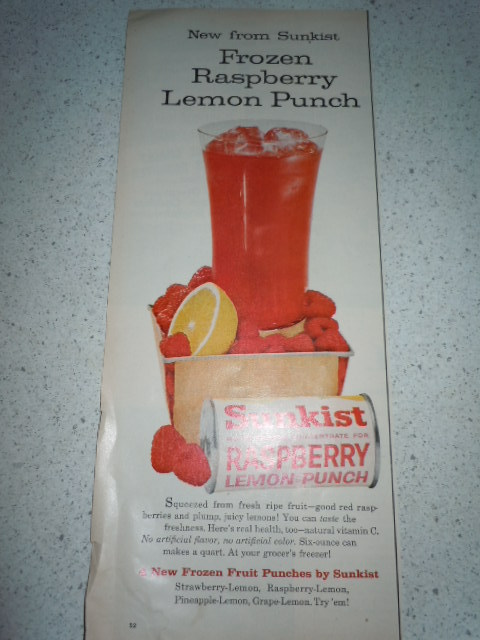 New from Sunkist
Frozen
Raspberry
Lemon Punch
Sunkist
FOR
RASPBERRY
LEMON PUNCH
Squeezed from fresh ripe fruit—good red rasp-
berries and plump, juicy lemons! You can taste the
freshness. Here's real health, too—natural vitamin C.
No artificial flavor, no artificial color. Six-ounce can
makes a quart. At your grocer's freezer!
New Frozen Fruit Punches by Sunkist
Strawberry-Lemon, Raspberry-Lemon,
Pineapple-Lemon, Grape-Lemon. Try 'em!
52